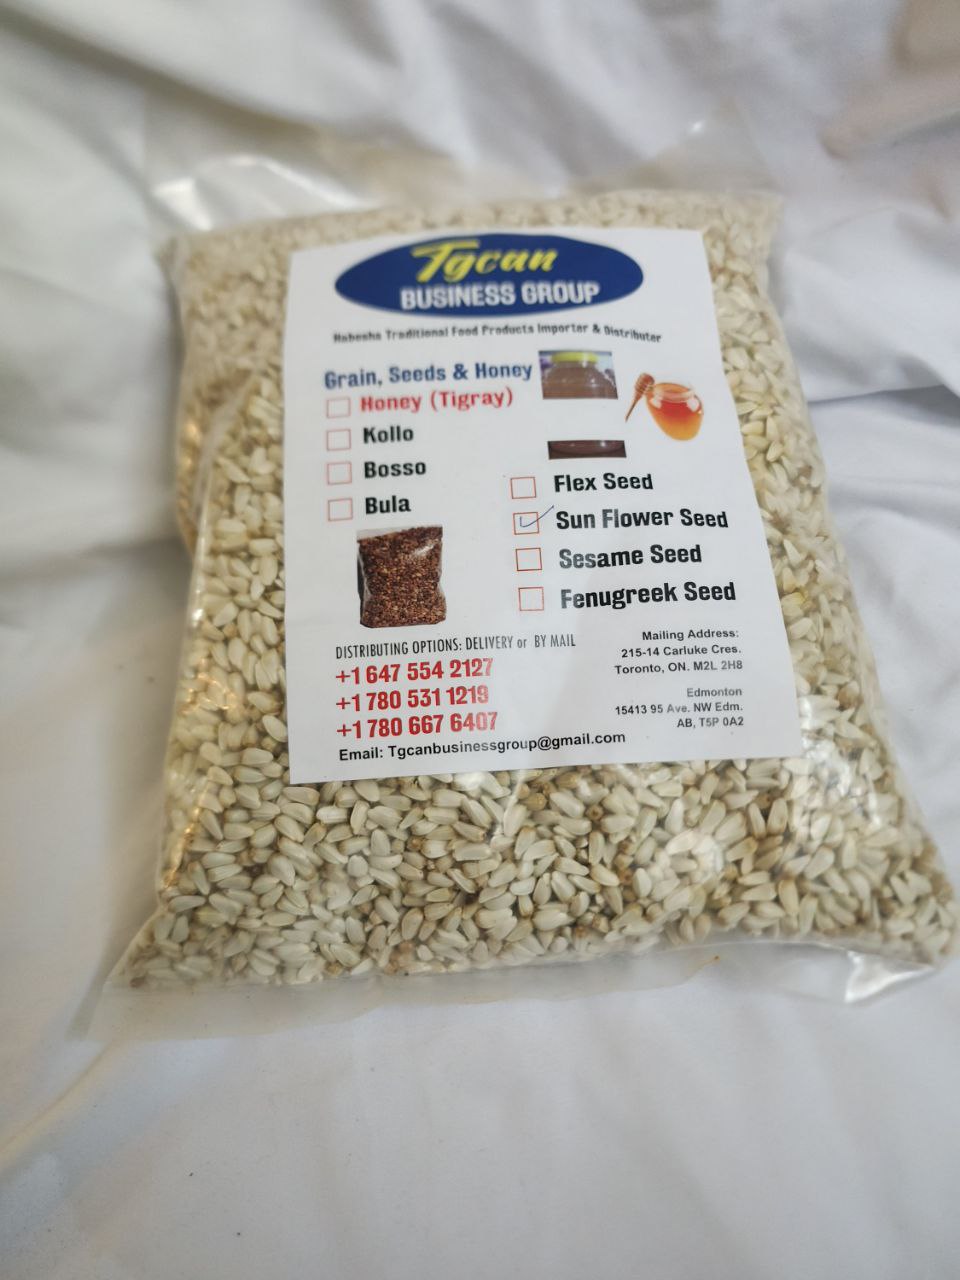 Tgcan
BUSINESS GROUP
Habesha Traditional Food Products Importer & Distributer
Grain, Seeds & Honey
Honey (Tigray)
Kollo
Bosso
Bula
Flex Seed
Sun Flower Seed
Sesame Seed
Fenugreek Seed
DISTRIBUTING OPTIONS: DELIVERY or BY MAIL
+1 647 554 2127
+1 780 531 1219
+1 780 667 6407
Email: Tgcanbusinessgroup@gmail.com
Mailing Address:
215-14 Carluke Cres.
Toronto, ON. M2L 2H8
Edmonton
15413 95 Ave. NW Edm.
AB, T5P 0A2